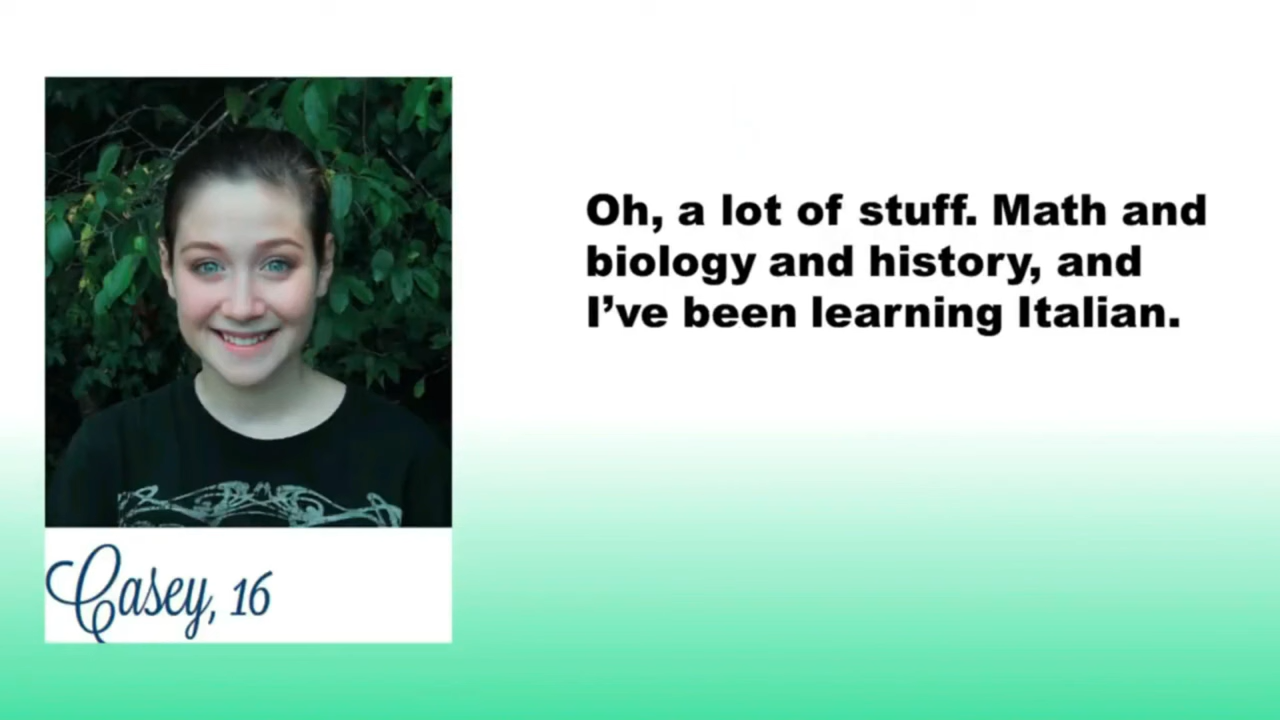 Oh, a lot of stuff. Math and
biology and history, and
I’ve been learning Italian.
Casey, 16